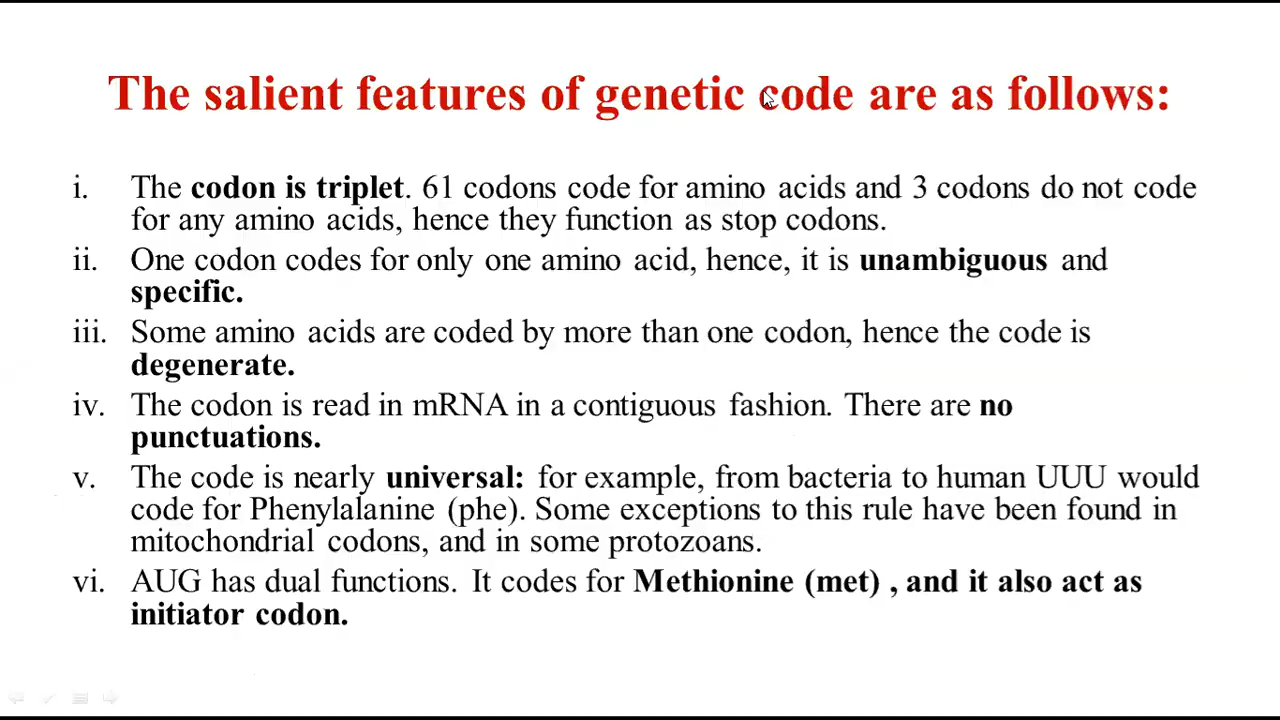 The salient features of genetic code are as follows:
i. The codon is triplet. 61 codons code for amino acids and 3 codons do not code
for any amino acids, hence they function as stop codons.
ii. One codon codes for only one amino acid, hence, it is unambiguous and
specific.
iii. Some amino acids are coded by more than one codon, hence the code is
degenerate.
iv. The codon is read in mRNA in a contiguous fashion. There are no
punctuations.
v. The code is nearly universal: for example, from bacteria to human UUU would
code for Phenylalanine (phe). Some exceptions to this rule have been found in
mitochondrial codons, and in some protozoans.
vi. AUG has dual functions. It codes for Methionine (met) , and it also act as
initiator codon.